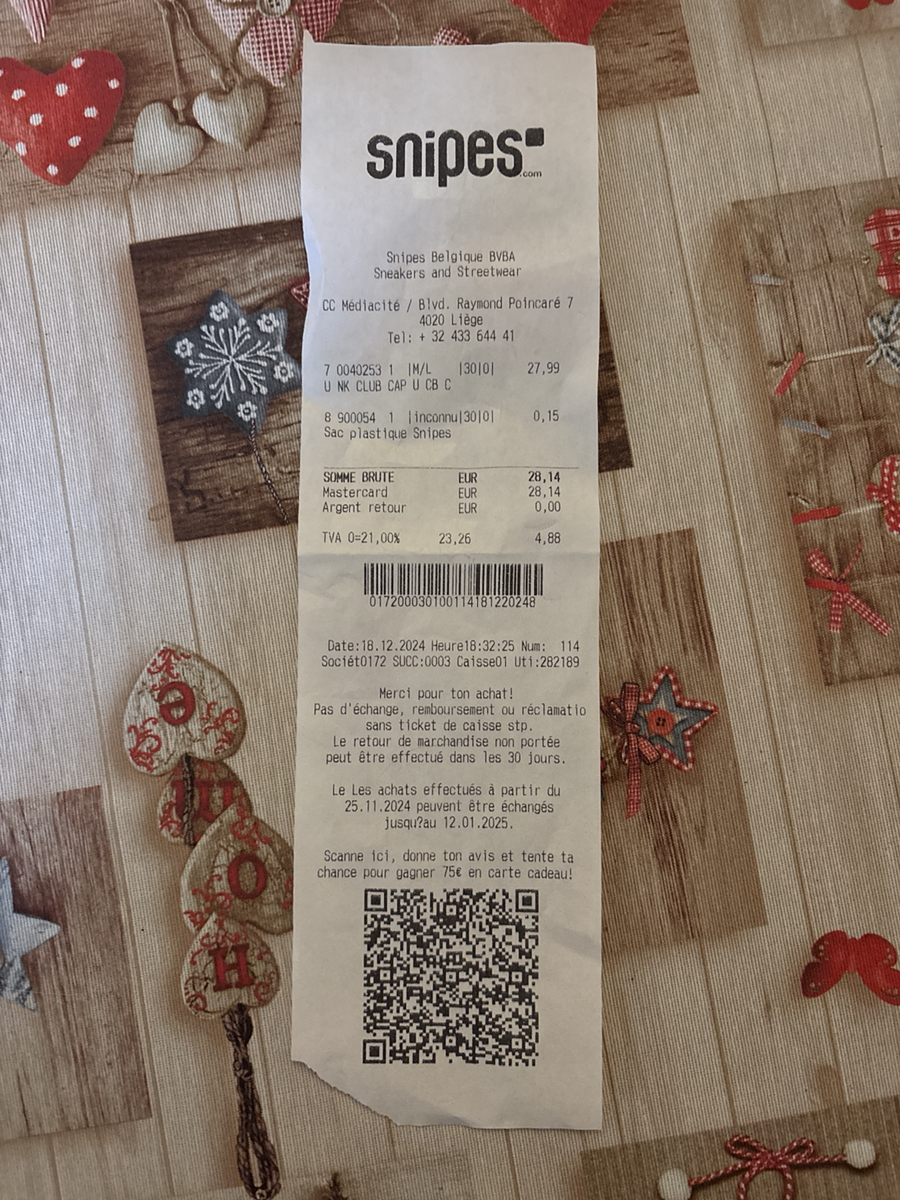 snipes
.com
Snipes Belgique BVBA
Sneakers and Streetwear
CC Médiacité / Blvd. Raymond Poincaré 7
4020 Liège
Tel: + 32 433 644 41
7 0040253 1 |M/L |30|0| 27,99
U NK CLUB CAP U CB C
8 900054 1 |inconnu|30|0| 0,15
Sac plastique Snipes
SOMME BRUTE EUR 28,14
Mastercard EUR 28,14
Argent retour EUR 0,00
TVA 0=21,00% 23,26 4,88
017200030100114181220248
Date:18.12.2024 Heure18:32:25 Num: 114
Sociét0172 SUCC:0003 Caisse01 Uti:282189
Merci pour ton achat!
Pas d'échange, remboursement ou réclamatio
sans ticket de caisse stp.
Le retour de marchandise non portée
peut être effectué dans les 30 jours.
Le Les achats effectués à partir du
25.11.2024 peuvent être échangés
jusqu?au 12.01.2025.
Scanne ici, donne ton avis et tente ta
chance pour gagner 75€ en carte cadeau!
e
m
O
H